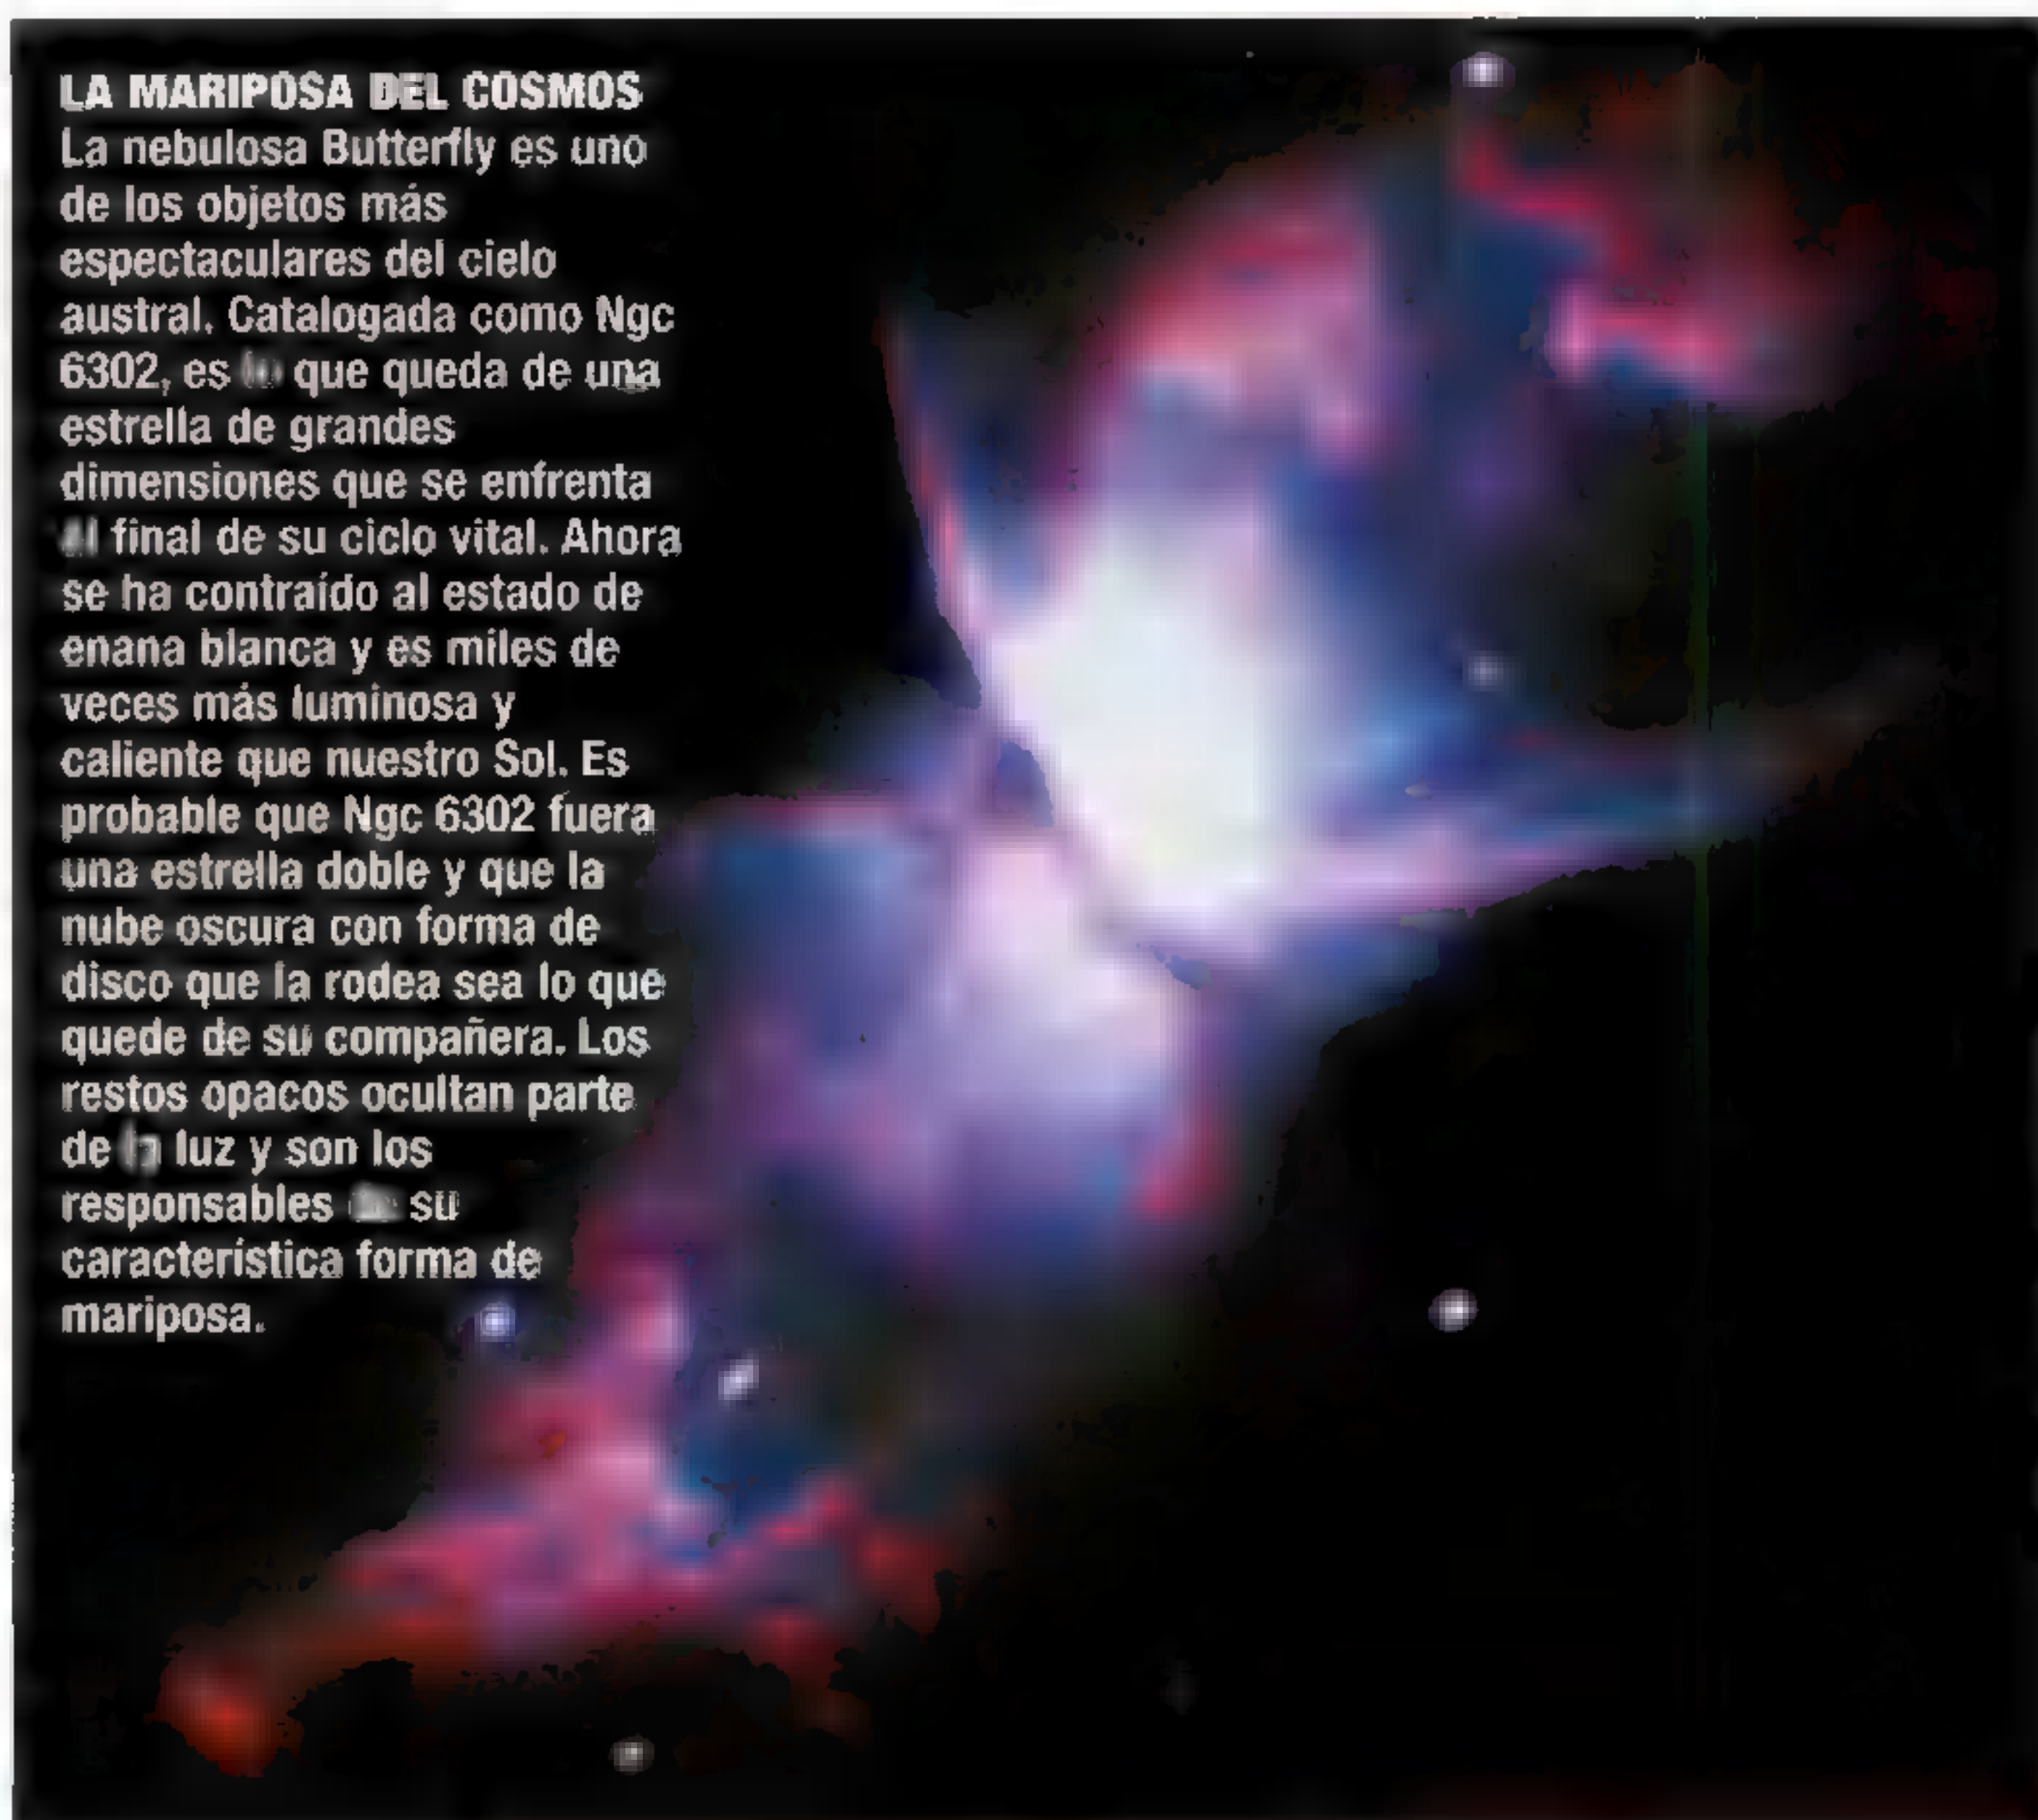 LA MARIPOSA DEL COSMOS
La nebulosa Butterfly es uno
de los objetos más
espectaculares del cielo
austral. Catalogada como Ngc
6302, es que queda de una
estrella de grandes
dimensiones que se enfrenta
al final de su ciclo vital. Ahora
se ha contraído al estado de
enana blanca y es miles de
veces más luminosa y
caliente que nuestro Sol. Es
probable que Ngc 6302 fuera
una estrella doble y que la
nube oscura con forma de
disco que la rodea sea lo que
quede de su compañera. Los
restos opacos ocultan parte
de la luz y son los
responsables su
característica forma de
mariposa.